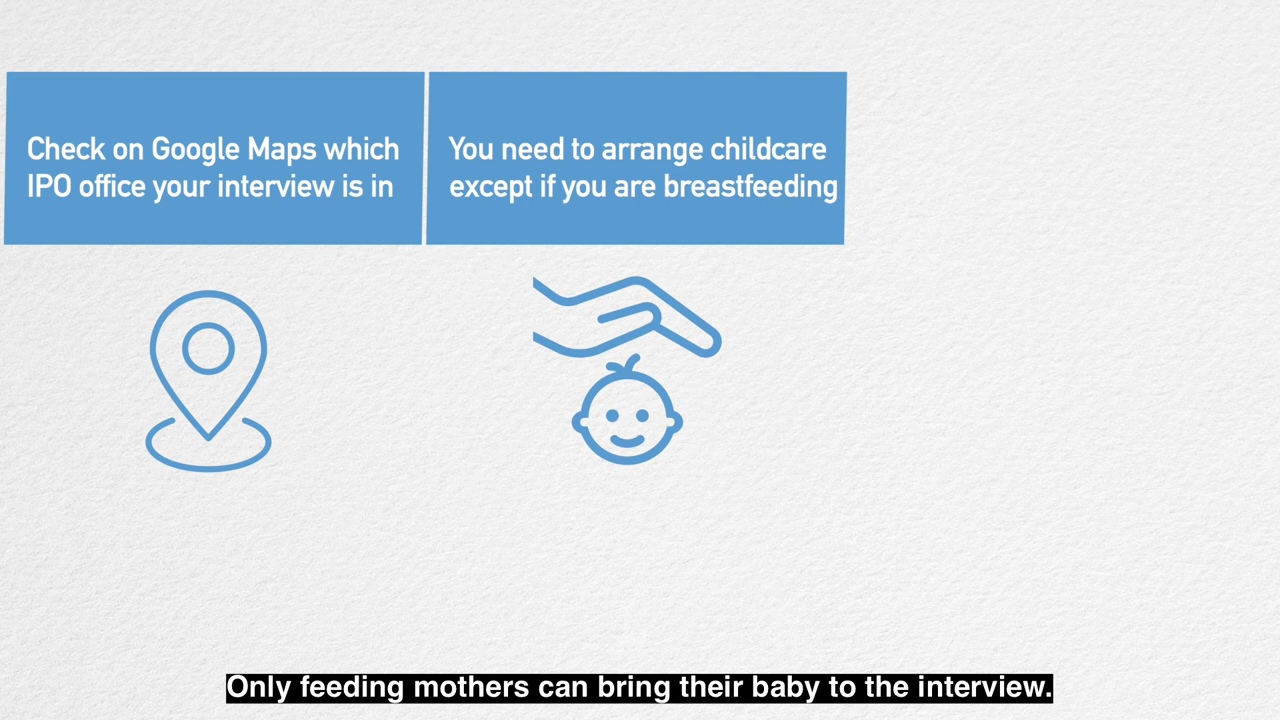 Check on Google Maps which
IPO office your interview is in
You need to arrange childcare
except if you are breastfeeding
Only feeding mothers can bring their baby to the interview.